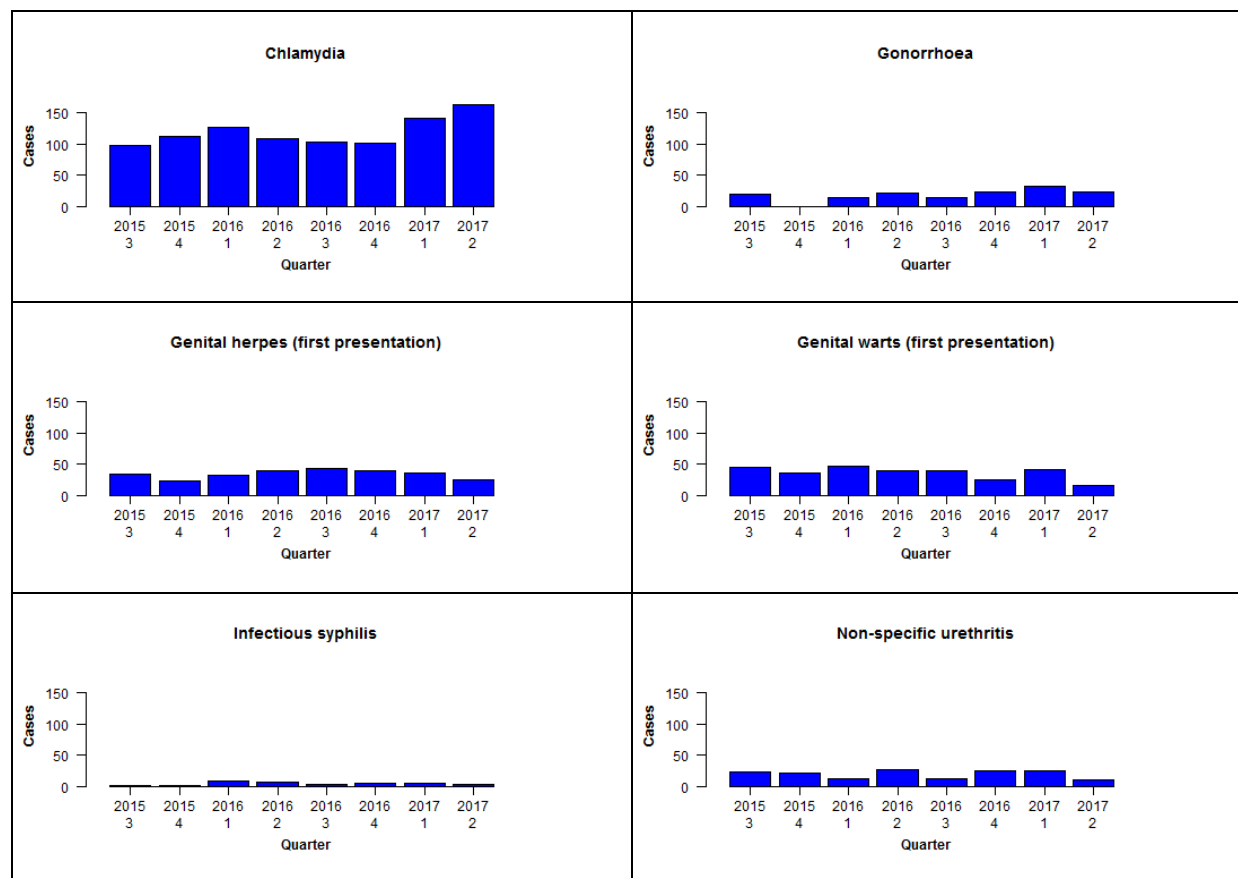 Chlamydia
Cases
150
100
50
0
2015 2015 2016 2016 2016 2016 2017 2017
3 4 1 2 3 4 1 2
Quarter
Gonorrhoea
Cases
150
100
50
0
2015 2015 2016 2016 2016 2016 2017 2017
3 4 1 2 3 4 1 2
Quarter
Genital herpes (first presentation)
Cases
150
100
50
0
2015 2015 2016 2016 2016 2016 2017 2017
3 4 1 2 3 4 1 2
Quarter
Genital warts (first presentation)
Cases
150
100
50
0
2015 2015 2016 2016 2016 2016 2017 2017
3 4 1 2 3 4 1 2
Quarter
Infectious syphilis
Cases
150
100
50
0
2015 2015 2016 2016 2016 2016 2017 2017
3 4 1 2 3 4 1 2
Quarter
Non-specific urethritis
Cases
150
100
50
0
2015 2015 2016 2016 2016 2016 2017 2017
3 4 1 2 3 4 1 2
Quarter